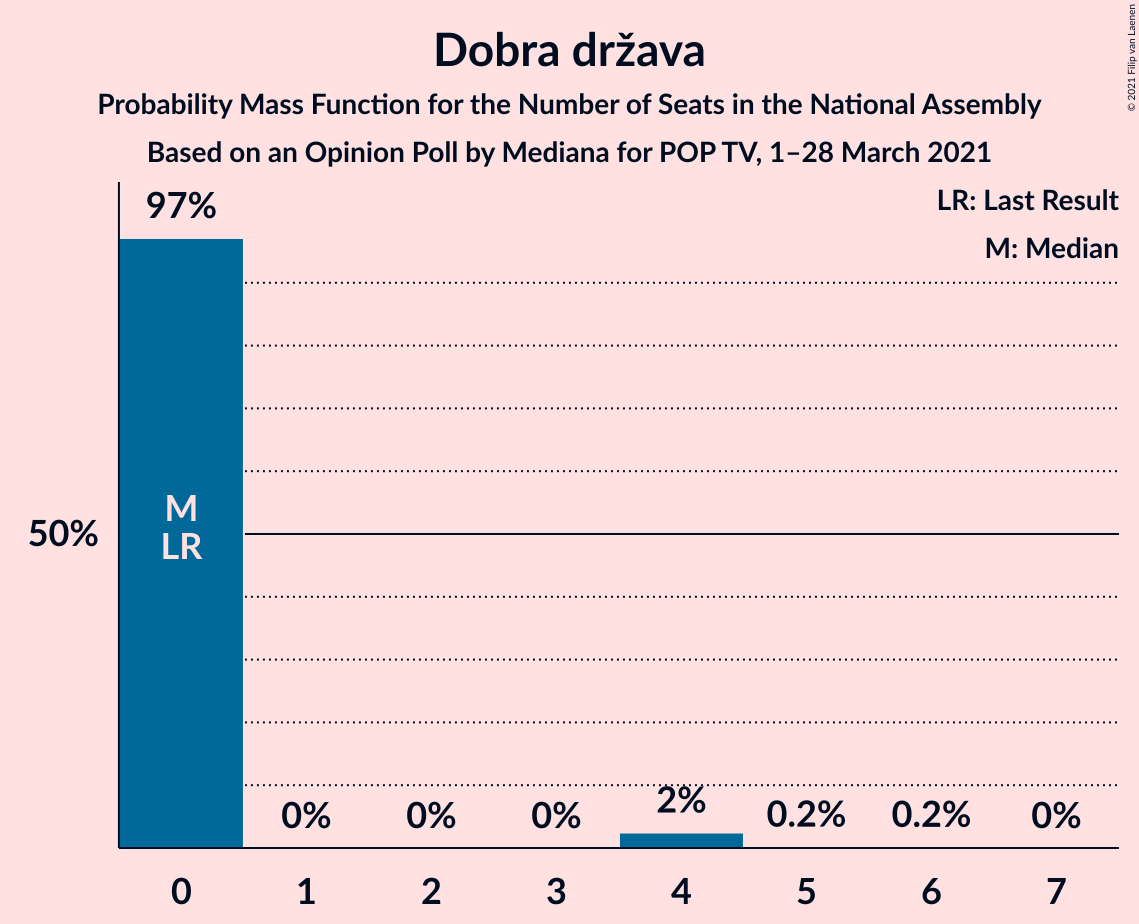 Dobra država
Probability Mass Function for the Number of Seats in the National Assembly
Based on an Opinion Poll by Mediana for POP TV, 1–28 March 2021
© 2021 Filip van Laenen
LR: Last Result
M: Median
97%
50%
M
LR
0%
0%
0%
2%
0.2%
0.2%
0%
0
1
2
3
4
5
6
7